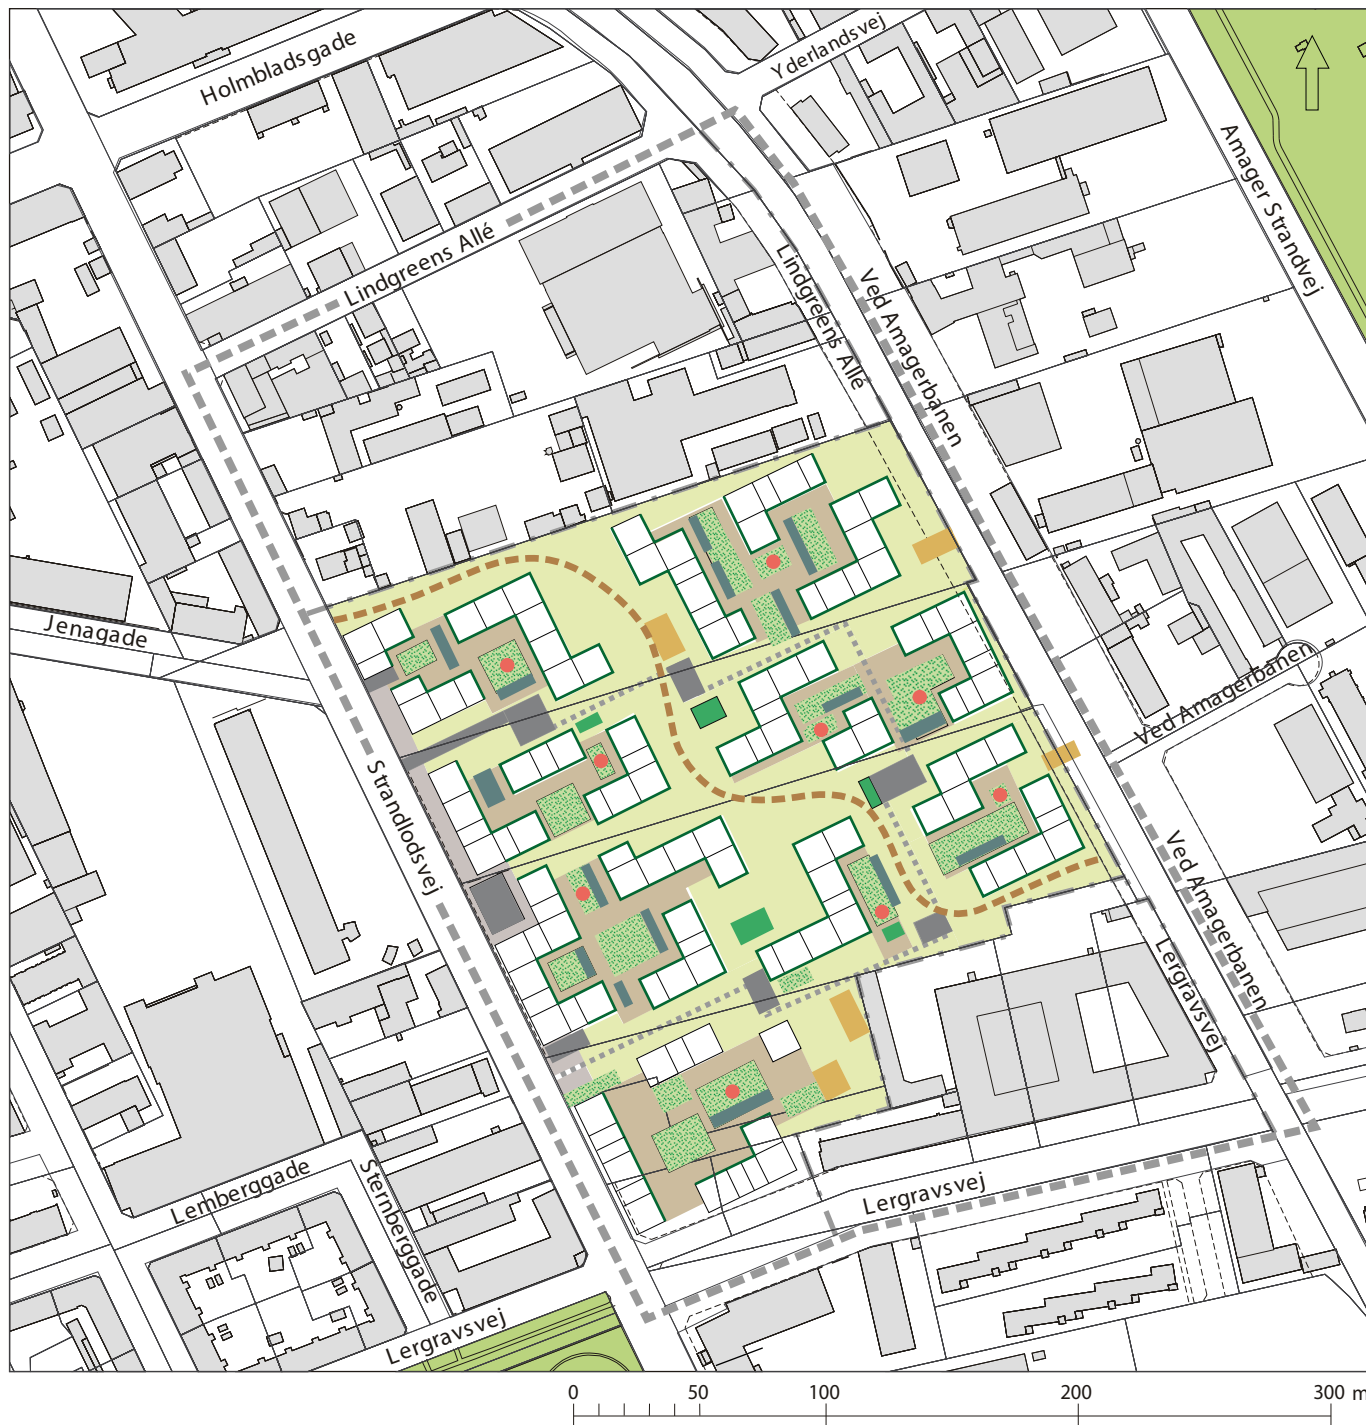 Holmbladsgade
Yderlandsvej
Amager Strandvej
Lindgreens Allé
Lindgreens Allé
Ved Amagerbanen
Jenagade
Ved Amagerbanen
Strandlodsvej
Ved Amagerbanen
Lergravsvej
Lemberggade
Sternberggade
Lergravsvej
Lergravsvej
0 50 100 200 300 m